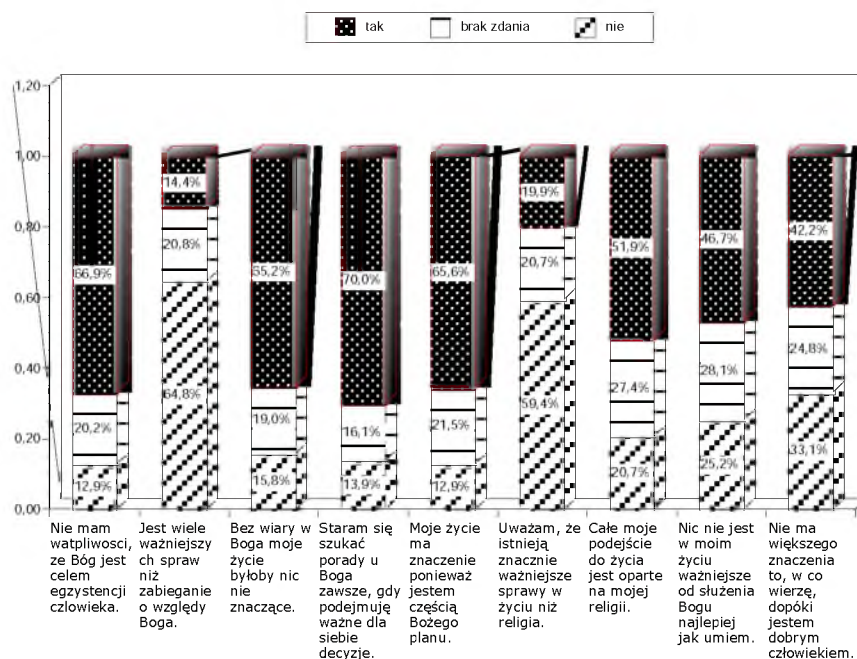 tak brak zdania nie
1,20
1,00
0,80
0,60
0,40
0,20
0,00
66,9%
20,2%
12,9%
14,4%
20,8%
64,8%
65,2%
19,0%
15,8%
70,0%
16,1%
13,9%
65,6%
21,5%
12,9%
19,9%
20,7%
59,4%
51,9%
27,4%
20,7%
46,7%
28,1%
25,2%
42,2%
24,8%
33,1%
Nie mam
watpliwosci,
ze Bóg jest
celem
egzystencji
czlowieka.
Jest wiele
ważniejszy
ch spraw
niż
zabieganie
o względy
Boga.
Bez wiary w
Boga moje
życie
byłoby nic
nie
znaczące.
Staram się
szukać
porady u
Boga
zawsze, gdy
podejmuję
ważne dla
siebie
decyzje.
Moje życie
ma
znaczenie
ponieważ
jestem
częścią
Bożego
planu.
Uważam, że
istnieją
znacznie
ważniejsze
sprawy w
życiu niż
religia.
Całe moje
podejście
do życia
jest oparte
na mojej
religii.
Nic nie jest
w moim
życiu
ważniejsze
od służenia
Bogu
najlepiej
jak umiem.
Nie ma
większego
znaczenia
to, w co
wierzę,
dopóki
jestem
dobrym
człowiekiem.